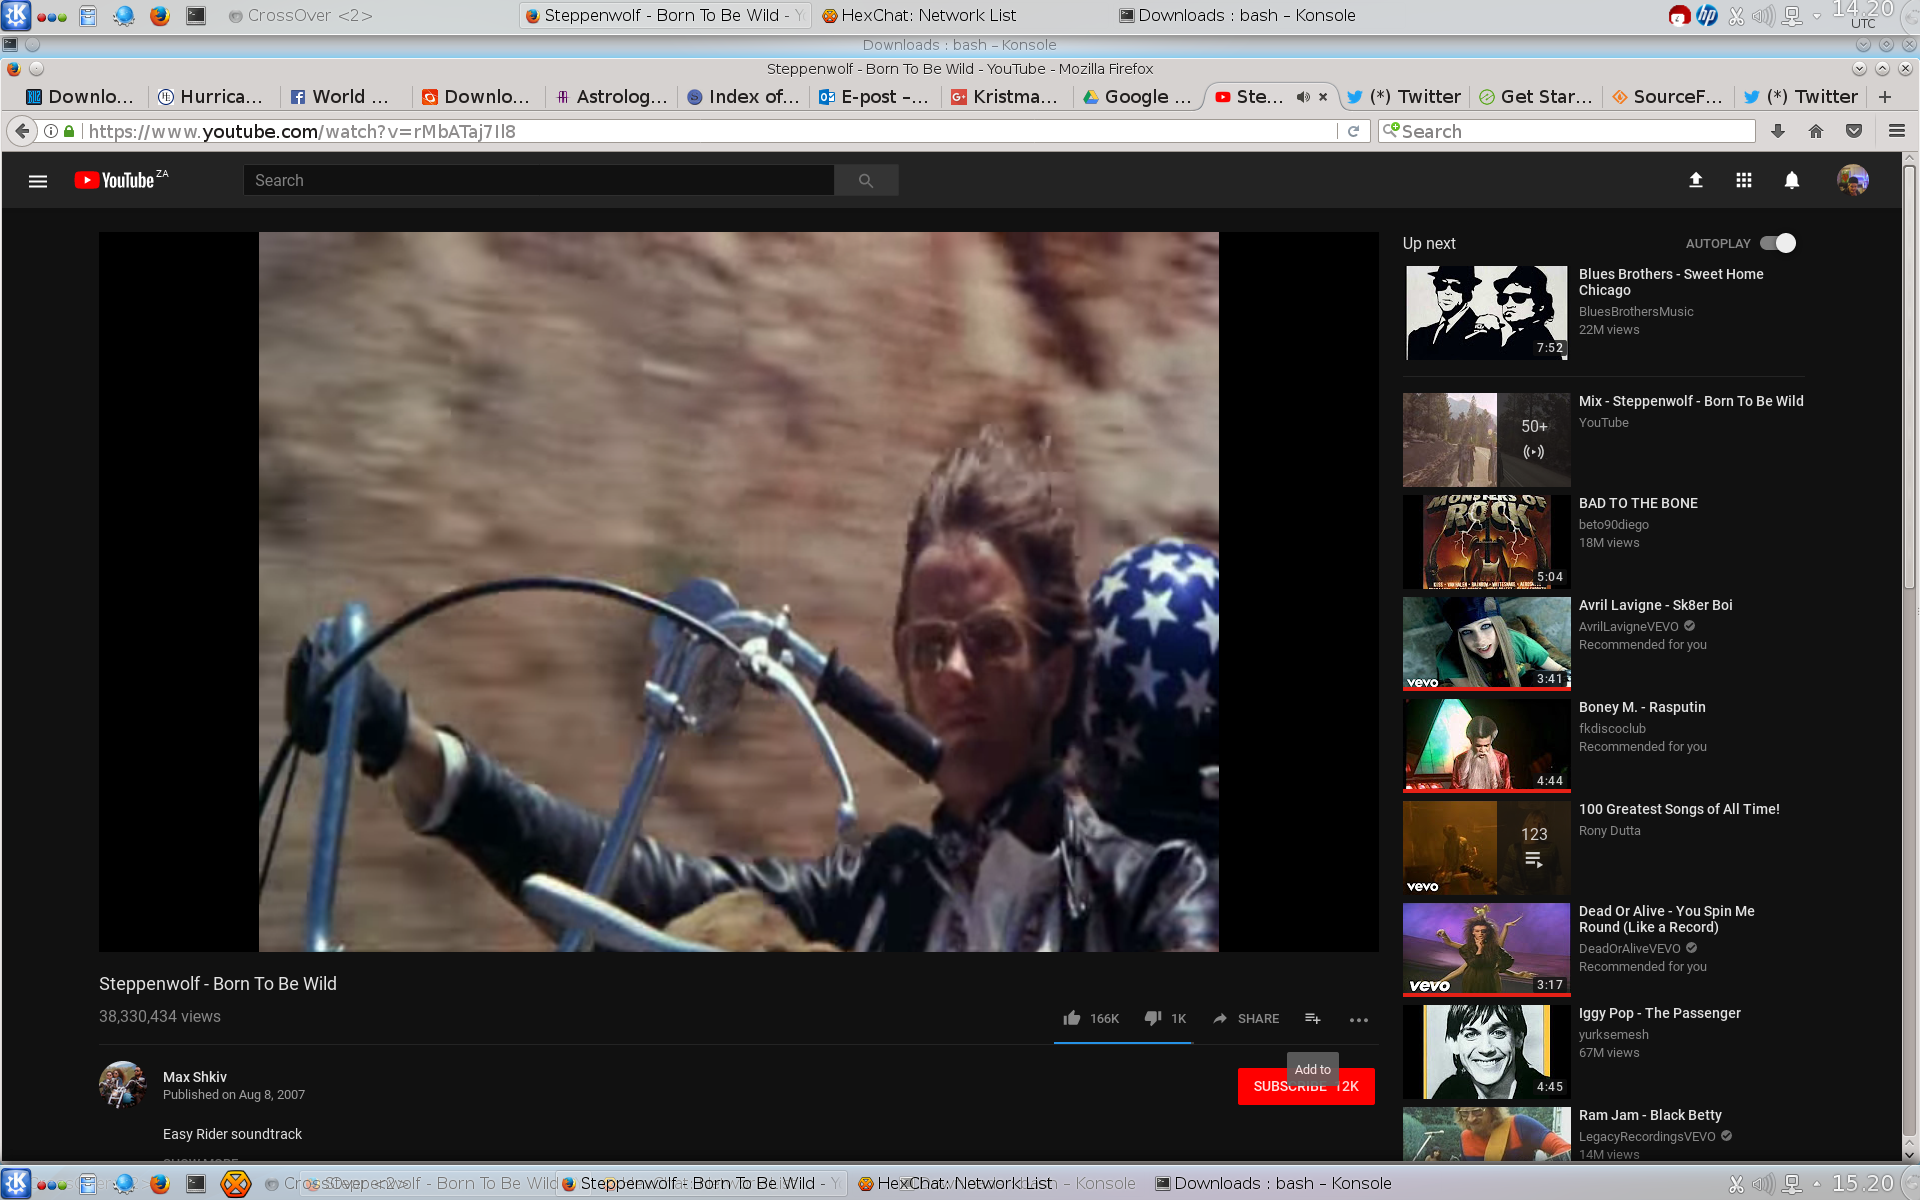 CrossOver <2>
Steppenwolf - Born To Be Wild -
HexChat: Network List
Downloads : bash – Konsole
14.20
UTC
Downloads : bash – Konsole
Steppenwolf - Born To Be Wild - YouTube - Mozilla Firefox
Downlo...
Hurrica...
World ...
Downlo...
Astrolog...
Index of...
E-post –...
Kristma...
Google ...
Ste...
(*) Twitter
Get Star...
SourceF...
(*) Twitter
https://www.youtube.com/watch?v=rMbATaj7Il8
Search
YouTube ZA
Search
Up next
AUTOPLAY
Blues Brothers - Sweet Home
Chicago
BluesBrothersMusic
22M views
7:52
Mix - Steppenwolf - Born To Be Wild
YouTube
50+
MONSTERS OF
ROCK
5:04
BAD TO THE BONE
beto90diego
18M views
vevo
3:41
Avril Lavigne - Sk8er Boi
AvrilLavigneVEVO
Recommended for you
4:44
Boney M. - Rasputin
fkdiscoclub
Recommended for you
vevo
123
100 Greatest Songs of All Time!
Rony Dutta
vevo
3:17
Dead Or Alive - You Spin Me
Round (Like a Record)
DeadOrAliveVEVO
Recommended for you
4:45
Iggy Pop - The Passenger
yurksemesh
67M views
Ram Jam - Black Betty
LegacyRecordingsVEVO
14M views
Steppenwolf - Born To Be Wild
38,330,434 views
166K
1K
SHARE
Add to
Max Shkiv
Published on Aug 8, 2007
SUBSCRIBE 12K
Easy Rider soundtrack
SHOW MORE
CrossOver <2>
Steppenwolf - Born To Be Wild -
HexChat: Network List
Downloads : bash – Konsole
15.20